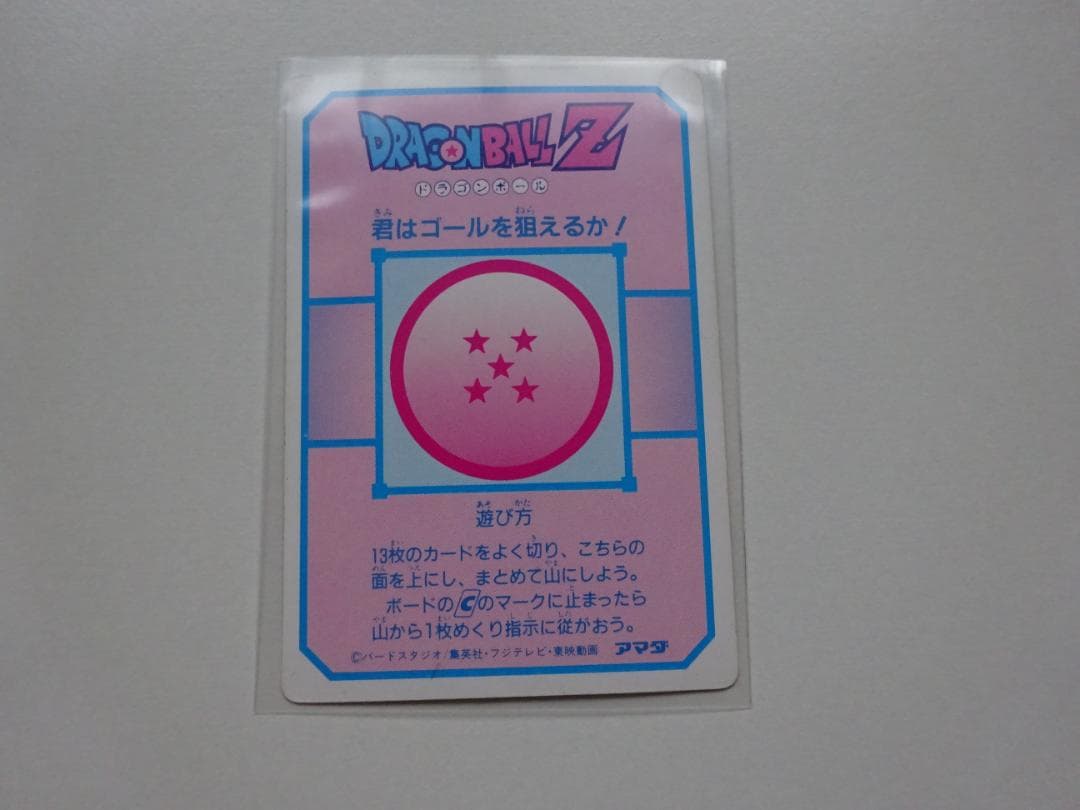 DRAGON BALL Z
ドラゴンボール
君はゴールを狙えるか!
遊び方
13枚のカードをよく切り、こちらの
面を上にし、まとめて山にしよう。
ボードのCのマークに止まったら
山から1枚めくり指示に従がおう。
©バードスタジオ/集英社・フジテレビ・東映動画 アマダ